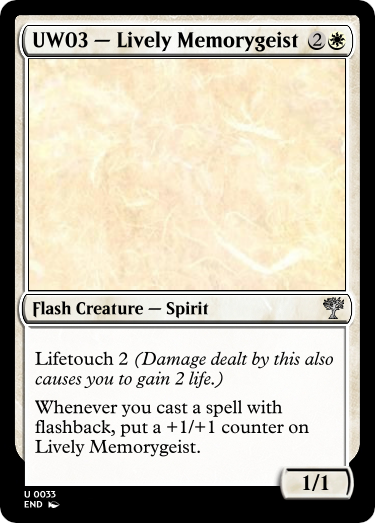 UW03 — Lively Memorygeist 2
Flash Creature — Spirit
Lifetouch 2 (Damage dealt by this also
causes you to gain 2 life.)
Whenever you cast a spell with
flashback, put a +1/+1 counter on
Lively Memorygeist.
1/1
U 0033
END